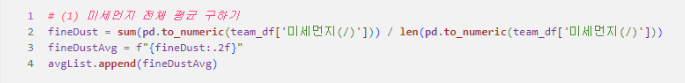 1 # (1) 미세먼지 전체 평균 구하기
2 fineDust = sum(pd.to_numeric(team_df['미세먼지(/)'])) / len(pd.to_numeric(team_df['미세먼지(/)']))
3 fineDustAvg = f"{fineDust:.2f}"
4 avgList.append(fineDustAvg)